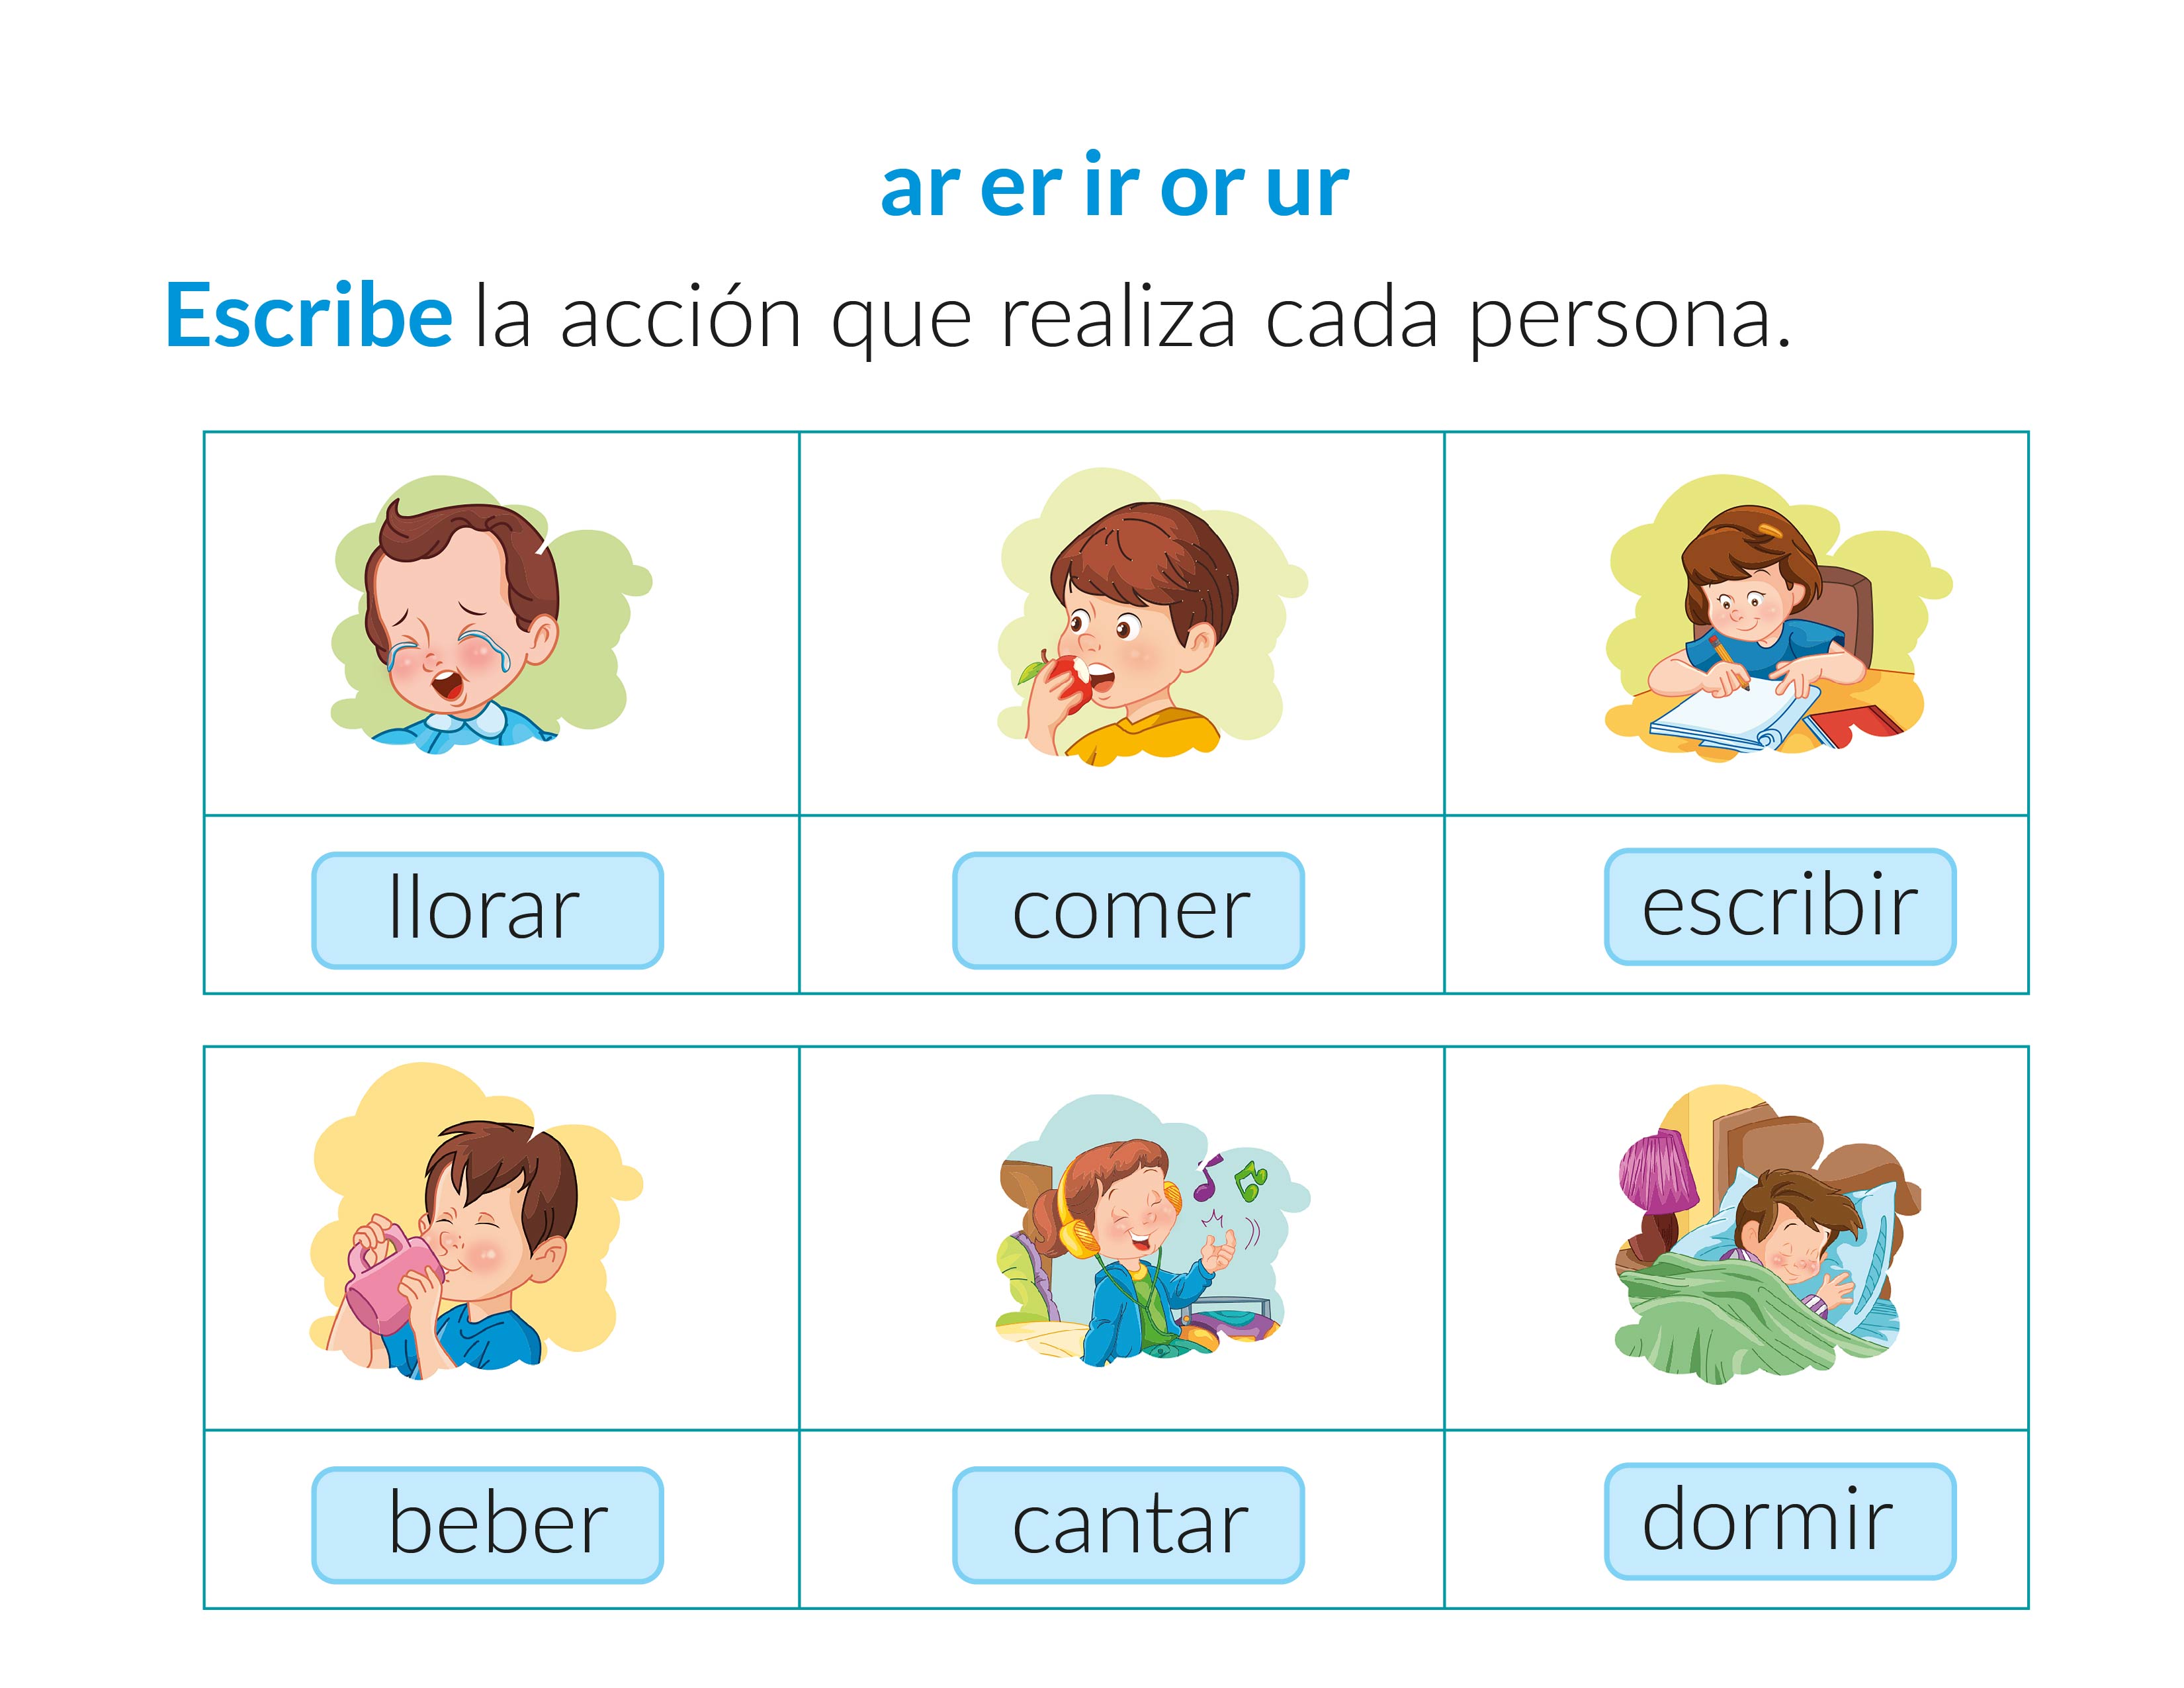 ar er ir or ur
Escribe la acción que realiza cada persona.
llorar
comer
escribir
beber
cantar
dormir